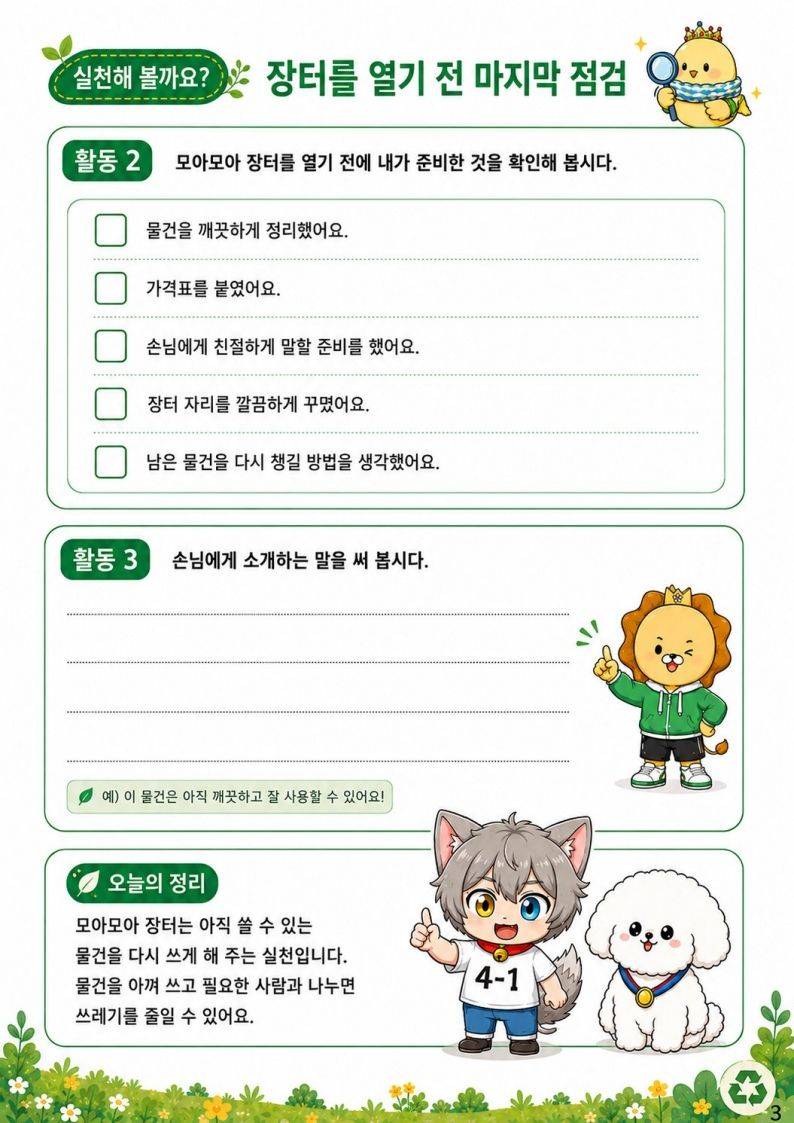 실천해 볼까요?
장터를 열기 전 마지막 점검
활동 2
모아모아 장터를 열기 전에 내가 준비한 것을 확인해 봅시다.
물건을 깨끗하게 정리했어요.
가격표를 붙였어요.
손님에게 친절하게 말할 준비를 했어요.
장터 자리를 깔끔하게 꾸몄어요.
남은 물건을 다시 챙길 방법을 생각했어요.
활동 3
손님에게 소개하는 말을 써 봅시다.
예) 이 물건은 아직 깨끗하고 잘 사용할 수 있어요!
오늘의 정리
모아모아 장터는 아직 쓸 수 있는
물건을 다시 쓰게 해 주는 실천입니다.
물건을 아껴 쓰고 필요한 사람과 나누면
쓰레기를 줄일 수 있어요.
4-1
3